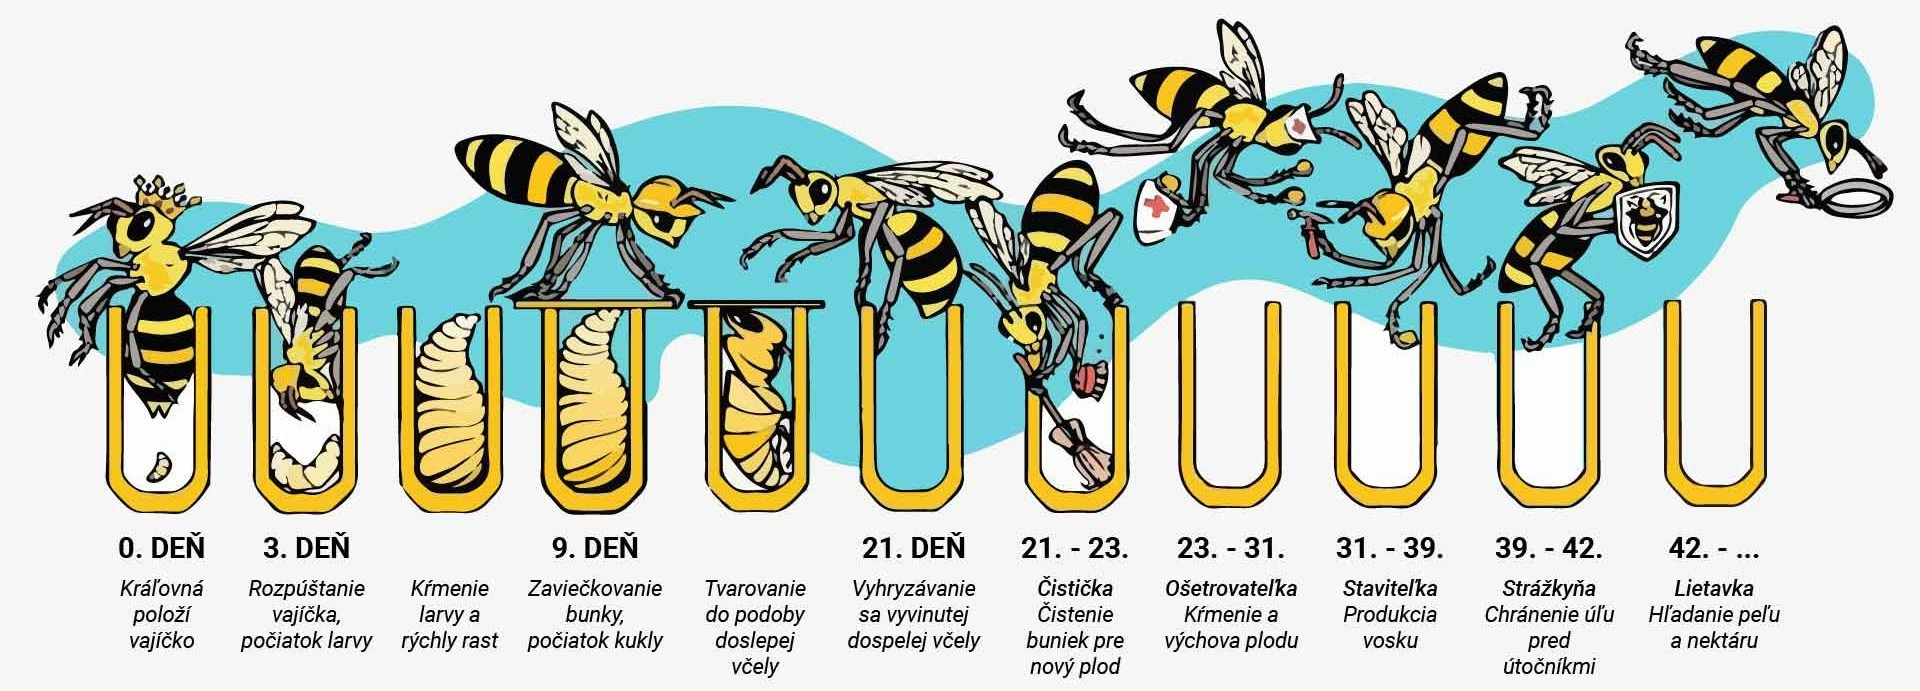 0. DEŇ
Kráľovná
položí
vajíčko
3. DEŇ
Rozpúštanie
vajíčka,
počiatok larvy
Kŕmenie
larvy a
rýchly rast
9. DEŇ
Zaviečkovanie
bunky,
počiatok kukly
Tvarovanie
do podoby
doslepej
včely
21. DEŇ
Vyhryzávanie
sa vyvinutej
dospelej včely
21. - 23.
Čistička
Čistenie
buniek pre
nový plod
23. - 31.
Ošetrovateľka
Kŕmenie a
výchova plodu
31. - 39.
Staviteľka
Produkcia
vosku
39. - 42.
Strážkyňa
Chránenie úľu
pred
útočníkmi
42. - ...
Lietavka
Hľadanie peľu
a nektáru